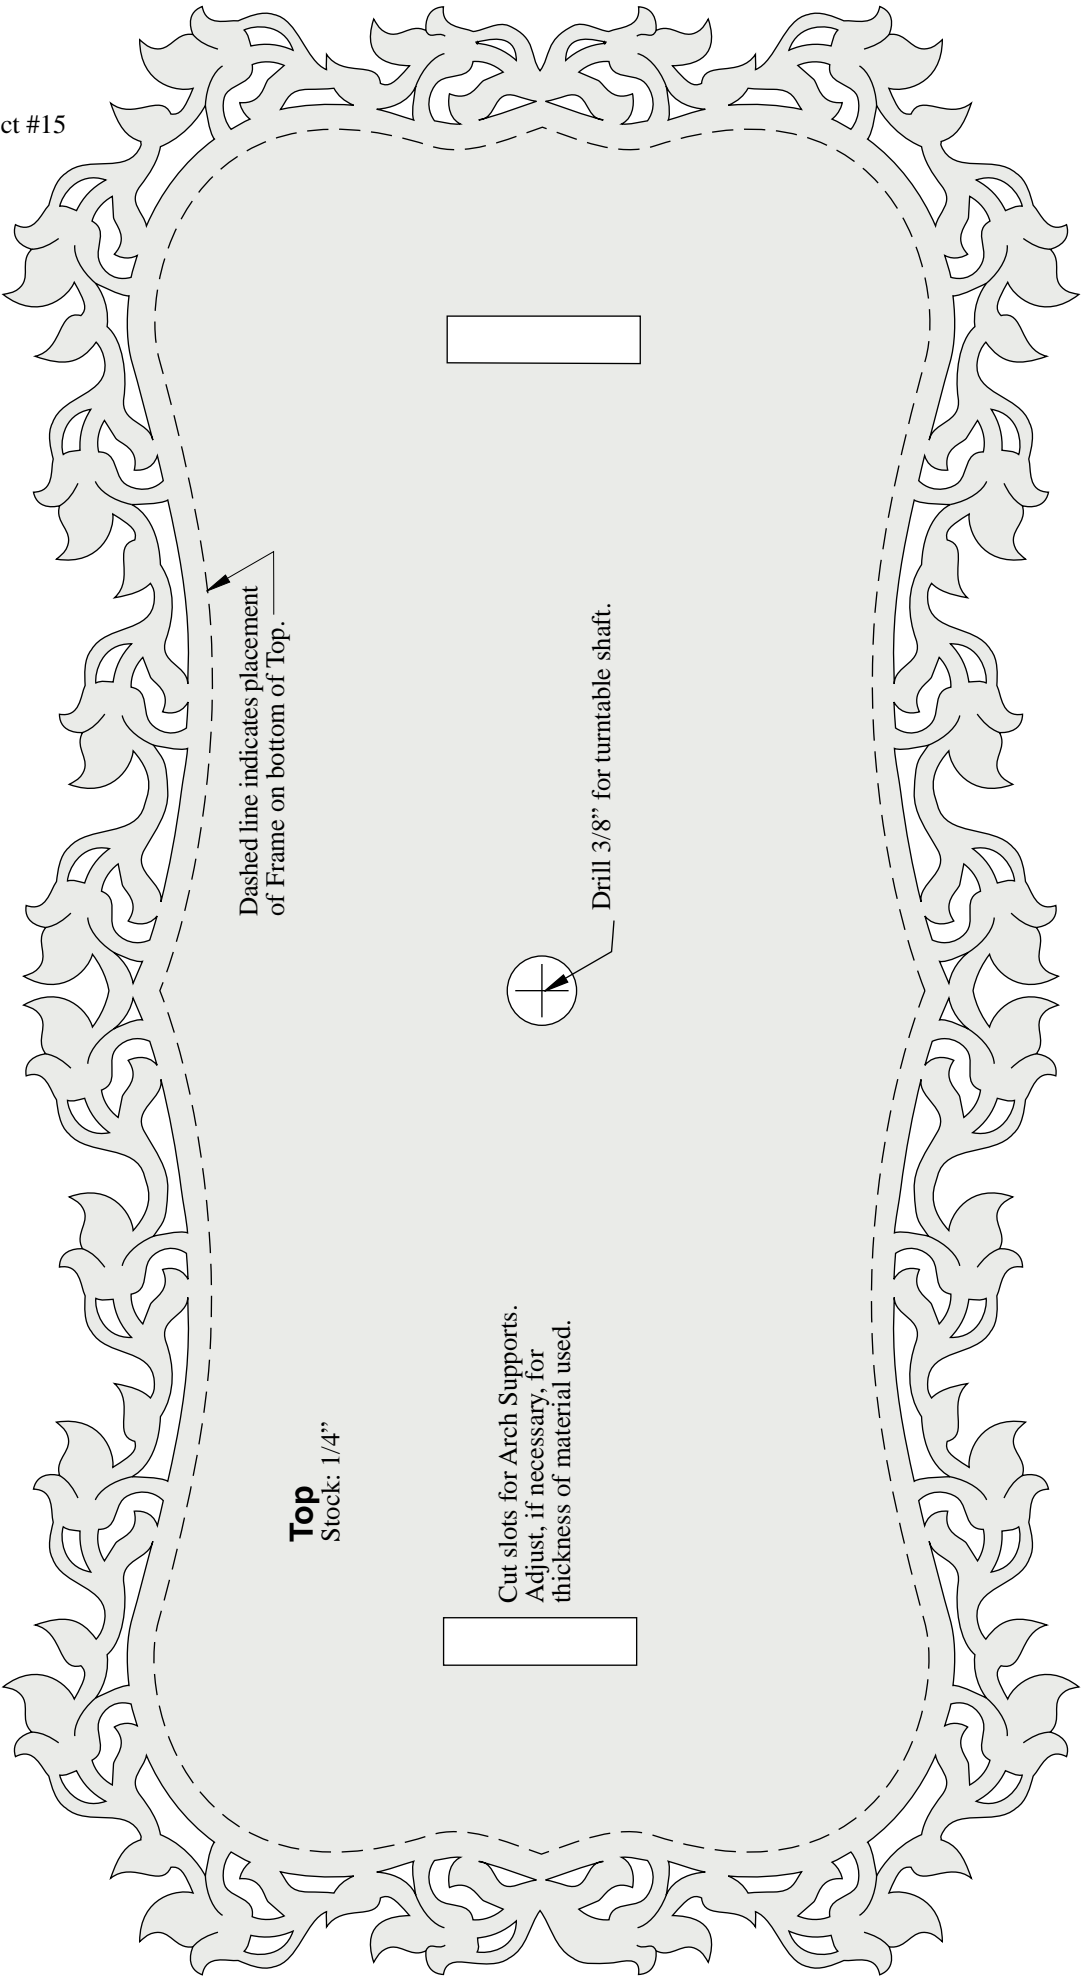 ct #15
Dashed line indicates placement
of Frame on bottom of Top.
Drill 3/8” for turntable shaft.
Top
Stock: 1/4”
Cut slots for Arch Supports.
Adjust, if necessary, for
thickness of material used.